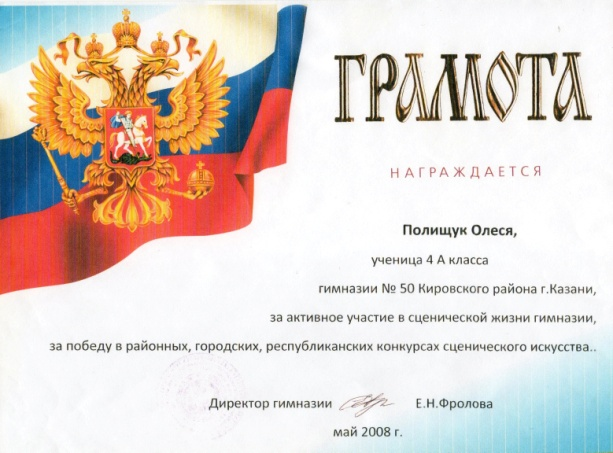 ГРАМОТА
НАГРАЖДАЕТСЯ
Полищук Олеся,
ученица 4 А класса
гимназии № 50 Кировского района г.Казани,
за активное участие в сценической жизни гимназии,
за победу в районных, городских, республиканских конкурсах сценического искусства..
Директор гимназии Е.Н.Фролова
май 2008 г.